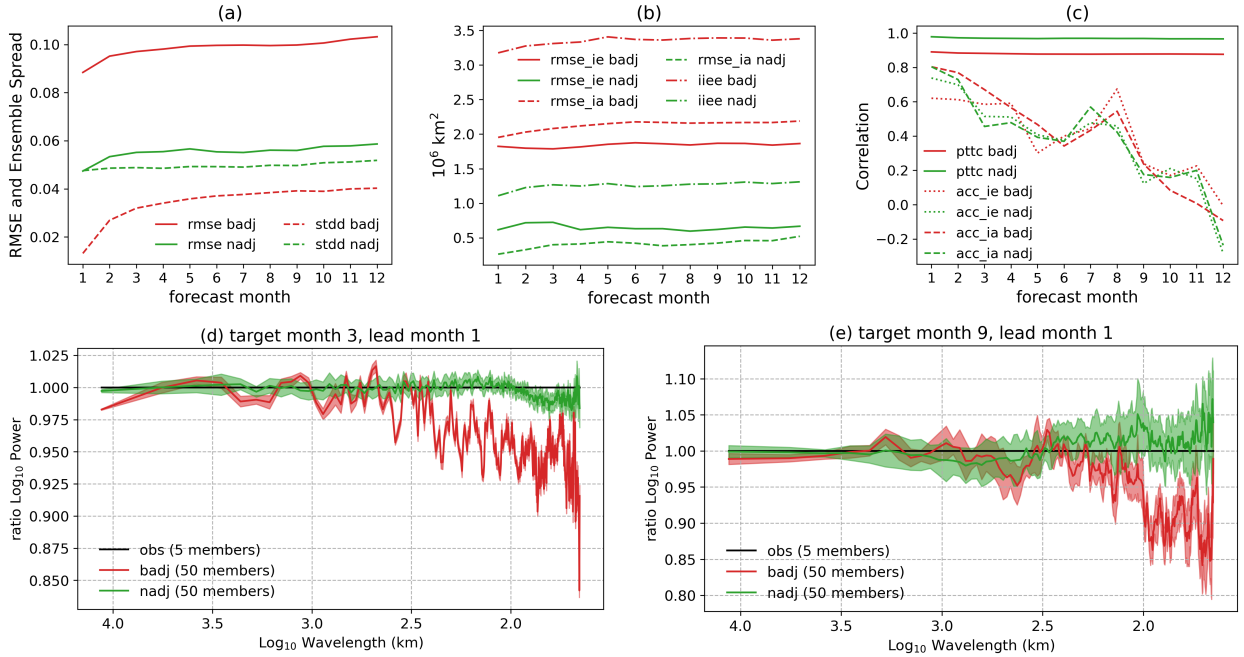 (a)
RMSE and Ensemble Spread
0.10
0.08
0.06
0.04
0.02
rmse badj
rmse nadj
stdd badj
stdd nadj
1 2 3 4 5 6 7 8 9 10 11 12
forecast month
(b)
10⁶ km²
3.5
3.0
2.5
2.0
1.5
1.0
0.5
rmse_ie badj
rmse_ie nadj
rmse_ia badj
rmse_ia nadj
iiee badj
iiee nadj
1 2 3 4 5 6 7 8 9 10 11 12
forecast month
(c)
Correlation
1.0
0.8
0.6
0.4
0.2
0.0
−0.2
pttc badj
pttc nadj
acc_ie badj
acc_ie nadj
acc_ia badj
acc_ia nadj
1 2 3 4 5 6 7 8 9 10 11 12
forecast month
(d) target month 3, lead month 1
ratio Log₁₀ Power
1.025
1.000
0.975
0.950
0.925
0.900
0.875
0.850
obs (5 members)
badj (50 members)
nadj (50 members)
4.0 3.5 3.0 2.5 2.0
Log₁₀ Wavelength (km)
(e) target month 9, lead month 1
ratio Log₁₀ Power
1.10
1.05
1.00
0.95
0.90
0.85
0.80
obs (5 members)
badj (50 members)
nadj (50 members)
4.0 3.5 3.0 2.5 2.0
Log₁₀ Wavelength (km)